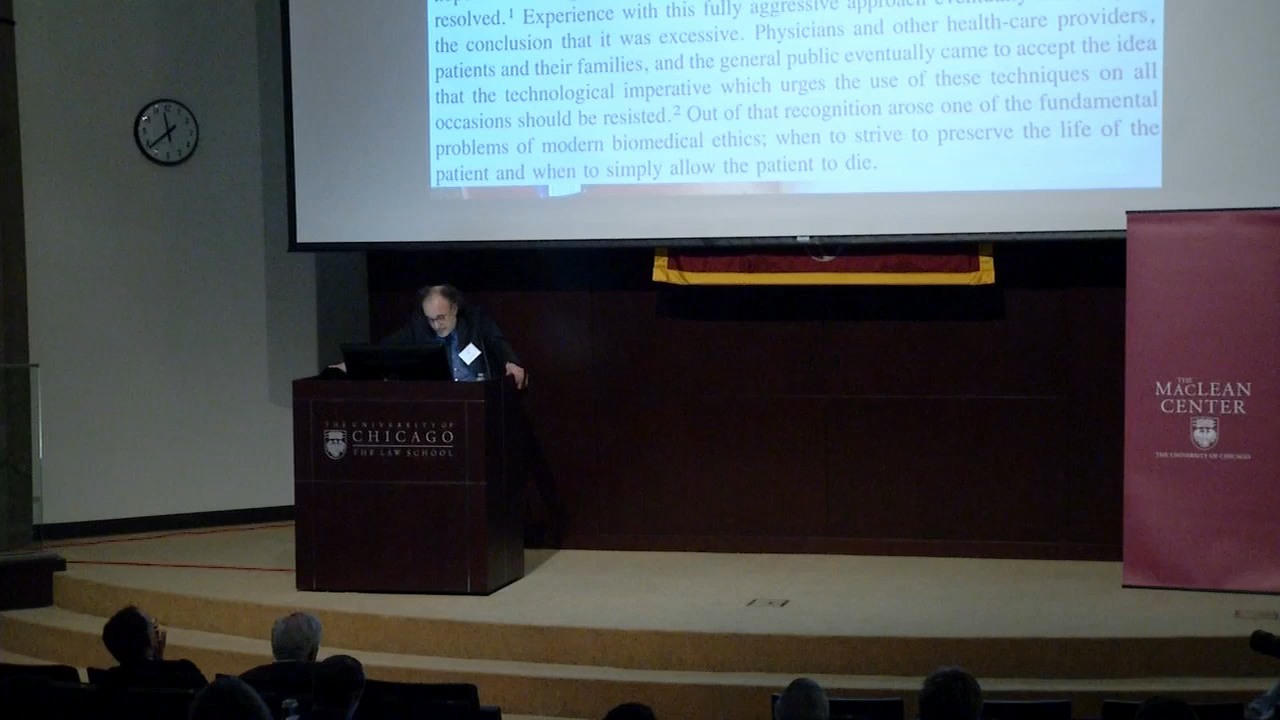 resolved.¹ Experience with this fully aggressive approach
the conclusion that it was excessive. Physicians and other health-care providers,
patients and their families, and the general public eventually came to accept the idea
that the technological imperative which urges the use of these techniques on all
occasions should be resisted.² Out of that recognition arose one of the fundamental
problems of modern biomedical ethics; when to strive to preserve the life of the
patient and when to simply allow the patient to die.
THE UNIVERSITY OF
CHICAGO
THE LAW SCHOOL
THE
MACLEAN
CENTER
THE UNIVERSITY OF CHICAGO